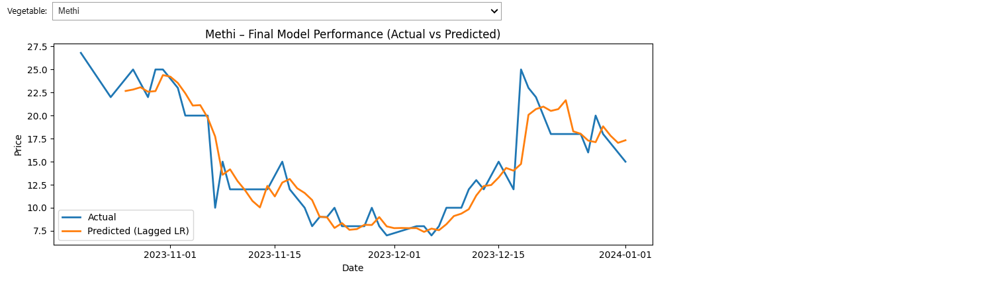 Vegetable: Methi
Methi – Final Model Performance (Actual vs Predicted)
27.5
25.0
22.5
20.0
17.5
15.0
12.5
10.0
7.5
Price
Actual
Predicted (Lagged LR)
2023-11-01 2023-11-15 2023-12-01 2023-12-15 2024-01-01
Date